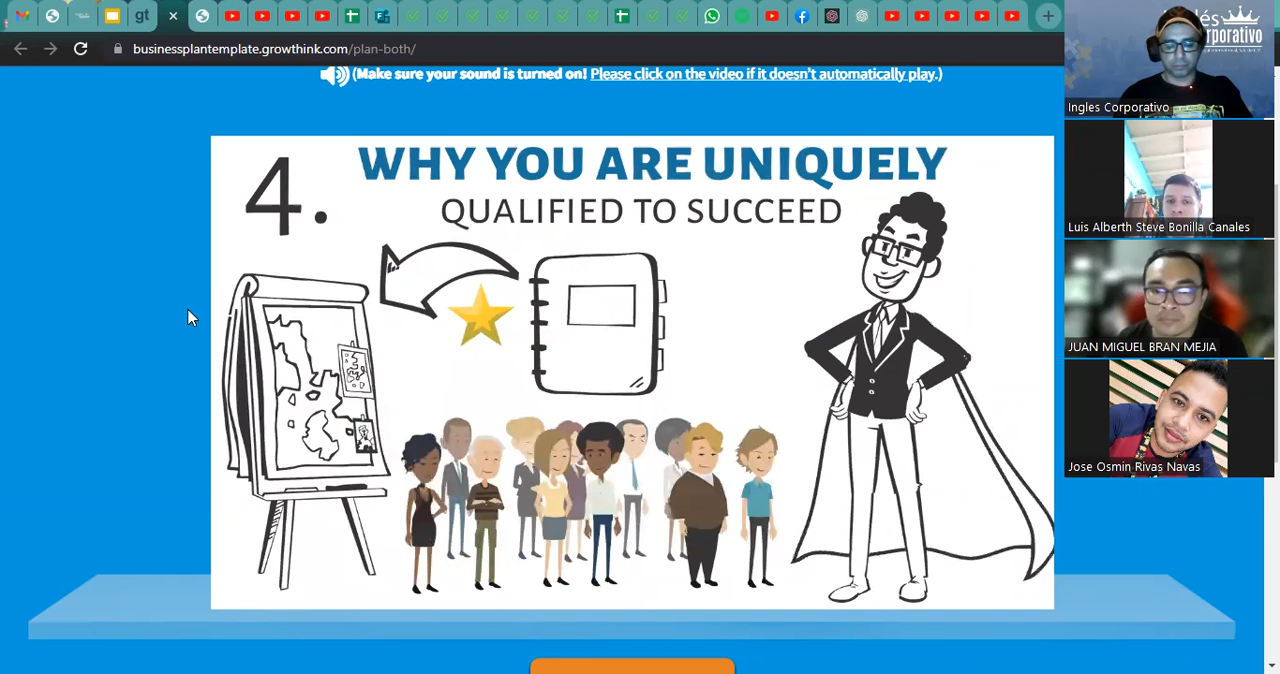 gt
businessplantemplate.growthink.com/plan-both/
(Make sure your sound is turned on! Please click on the video if it doesn't automatically play.)
4. WHY YOU ARE UNIQUELY
QUALIFIED TO SUCCEED
Ingles Corporativo
Luis Alberth Steve Bonilla Canales
JUAN MIGUEL BRAN MEJIA
Jose Osmin Rivas Navas